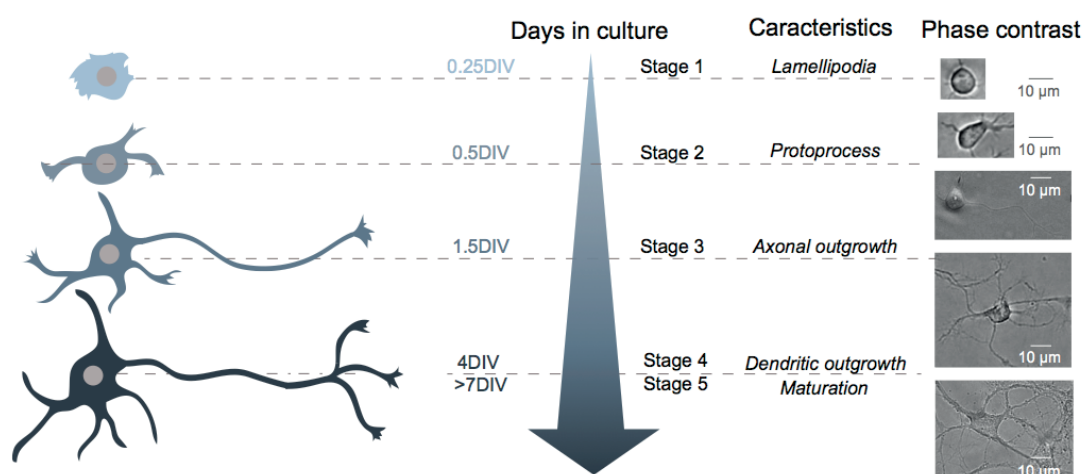 Days in culture
Caracteristics
Phase contrast
0.25DIV
Stage 1
Lamellipodia
10 µm
0.5DIV
Stage 2
Protoprocess
10 µm
10 µm
1.5DIV
Stage 3
Axonal outgrowth
10 µm
4DIV
Stage 4
Dendritic outgrowth
>7DIV
Stage 5
Maturation
10 µm